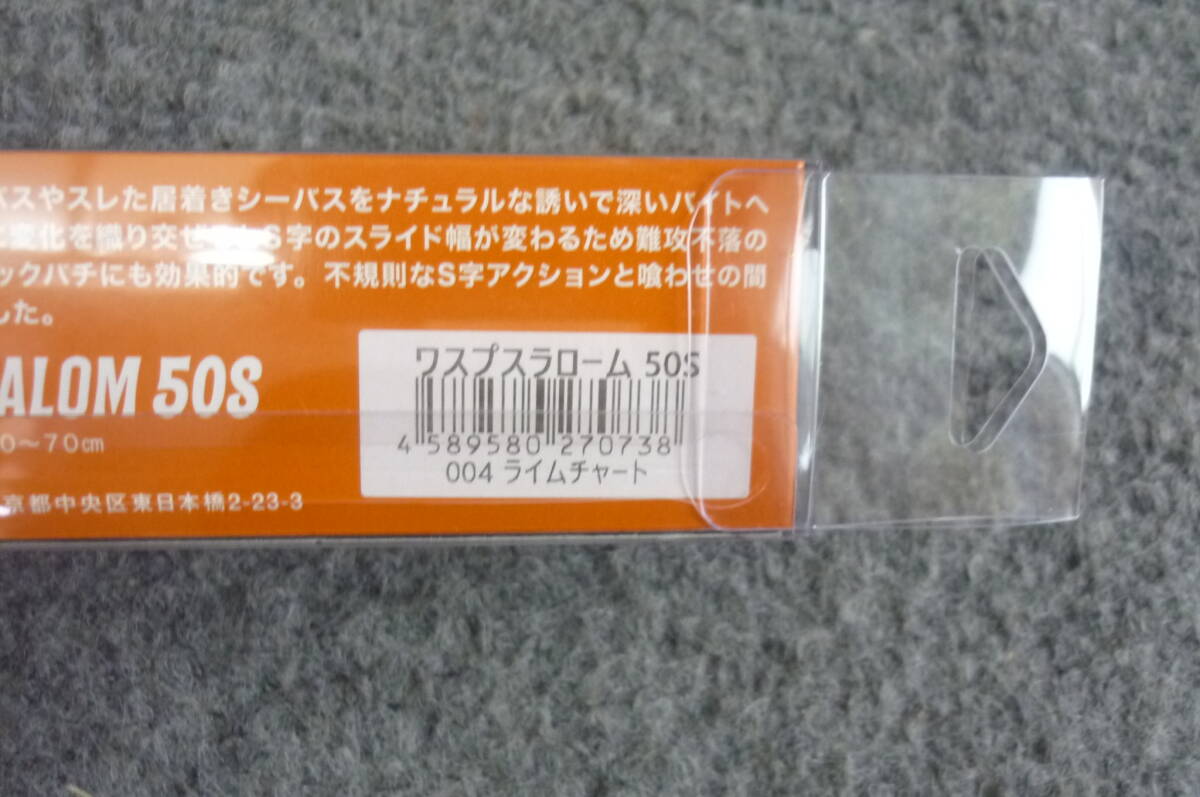 バスやスレた居着きシーバスをナチュラルな誘いで深いバイトへ
に変化を織り交ぜ S字のスライド幅が変わるため難攻不落の
ックバチにも効果的です。不規則なS字アクションと喰わせの間
した。
ALOM 50S
0〜70㎝
京都中央区東日本橋2-23-3
ワスプスラローム 50S
4 589580 270738
004 ライムチャート